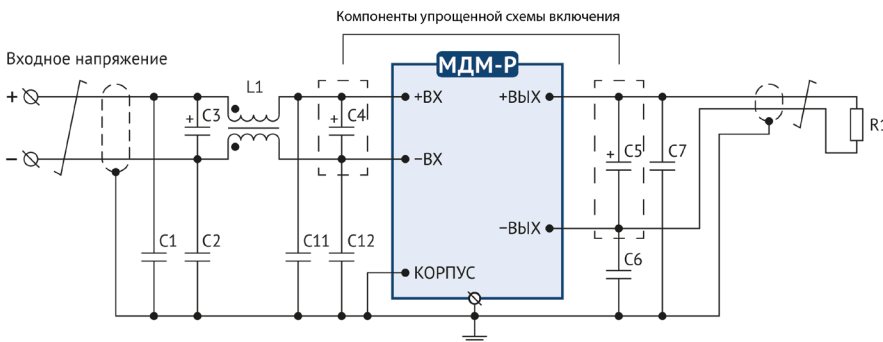 Компоненты упрощенной схемы включения
Входное напряжение
МДМ-Р
L1
+ВХ
+ВЫХ
+
+ C3
+ C4
–
–ВХ
+ C5
C7
R1
–ВЫХ
C1
C2
C11
C12
C6
КОРПУС